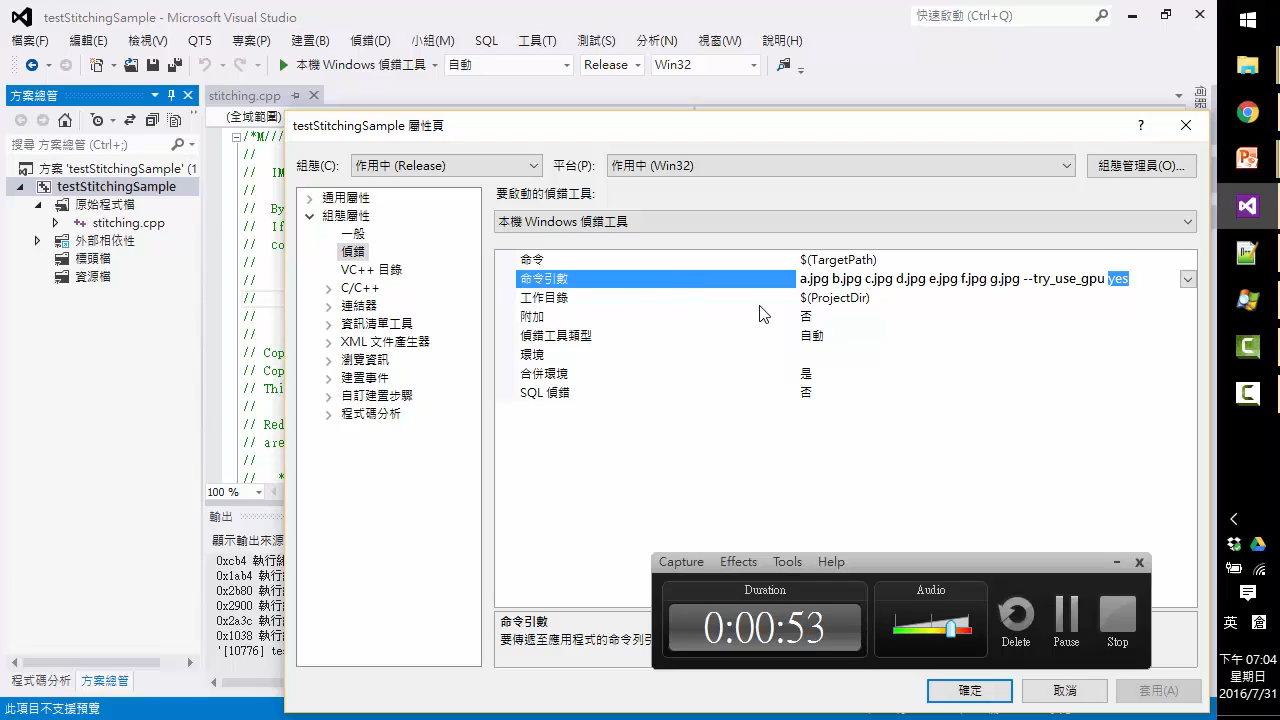 testStitchingSample - Microsoft Visual Studio
快速啟動 (Ctrl+Q)
檔案(F) 編輯(E) 檢視(V) QT5 專案(P) 建置(B) 偵錯(D) 小組(M) SQL 工具(T) 測試(S) 分析(N) 視窗(W) 說明(H)
本機 Windows 偵錯工具 自動 Release Win32
方案總管
stitching.cpp
(全域範圍)
搜尋方案總管 (Ctrl+;)
方案 'testStitchingSample' (1
testStitchingSample
原始程式檔
stitching.cpp
外部相依性
標頭檔
資源檔
/*M///
//
// IM
//
// By
// If
// co
//
//
//
//
// Cop
// Cop
// Thi
//
// Red
// are
//
// *
100 %
輸出
顯示輸出來源
0xcb4 執行緒
0x1ab4 執行
0x2b80 執行
0x2900 執行
0x2a3c 執行
0x1038 執行
'[10776] te
程式碼分析 方案總管
此項目不支援預覽
testStitchingSample 屬性頁
?
組態(C): 作用中 (Release) 平台(P): 作用中 (Win32) 組態管理員(O)...
通用屬性
組態屬性
一般
偵錯
VC++ 目錄
C/C++
連結器
資訊清單工具
XML 文件產生器
瀏覽資訊
建置事件
自訂建置步驟
程式碼分析
要啟動的偵錯工具:
本機 Windows 偵錯工具
命令 $(TargetPath)
命令引數 a.jpg b.jpg c.jpg d.jpg e.jpg f.jpg g.jpg --try_use_gpu yes
工作目錄 $(ProjectDir)
附加 否
偵錯工具類型 自動
環境
合併環境 是
SQL 偵錯 否
命令引數
要傳遞至應用程式的命令列引
確定 取消 套用(A)
Capture Effects Tools Help
Duration
0:00:53
Audio
Delete Pause Stop
英
下午 07:04
星期日
2016/7/31